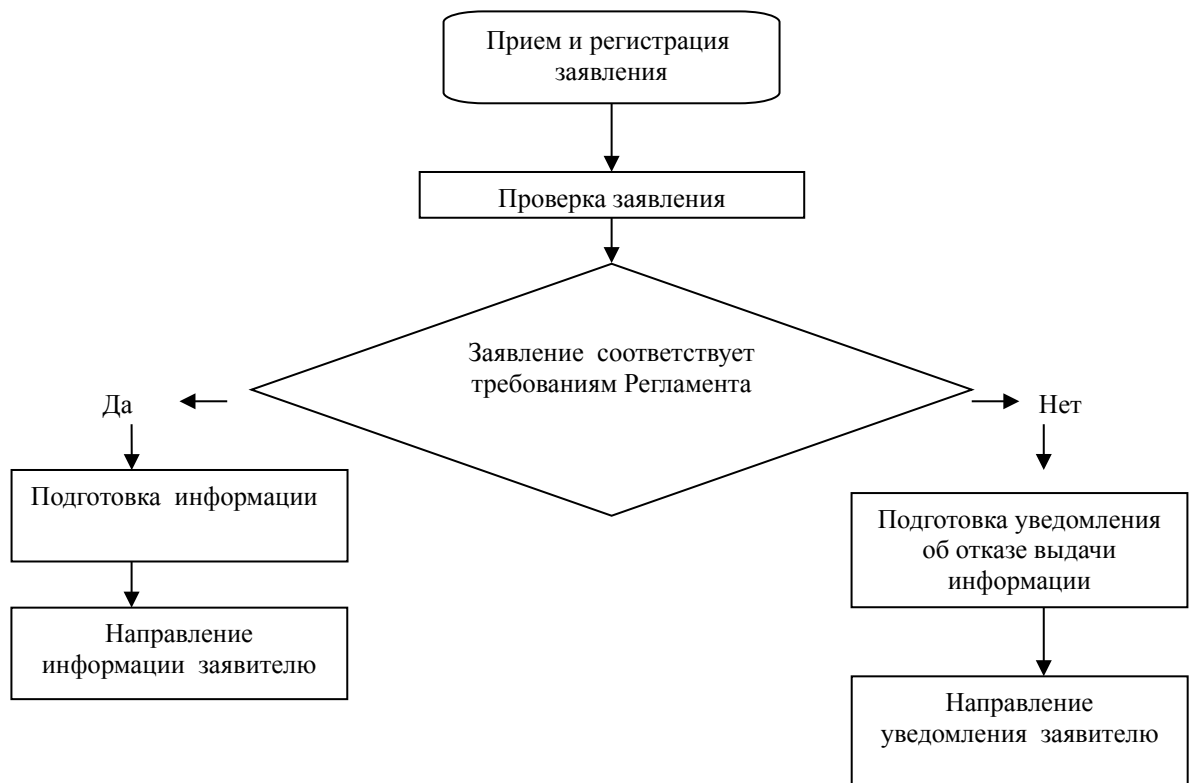 Прием и регистрация
заявления
Проверка заявления
Заявление соответствует
требованиям Регламента
Да
Нет
Подготовка информации
Подготовка уведомления
об отказе выдачи
информации
Направление
информации заявителю
Направление
уведомления заявителю